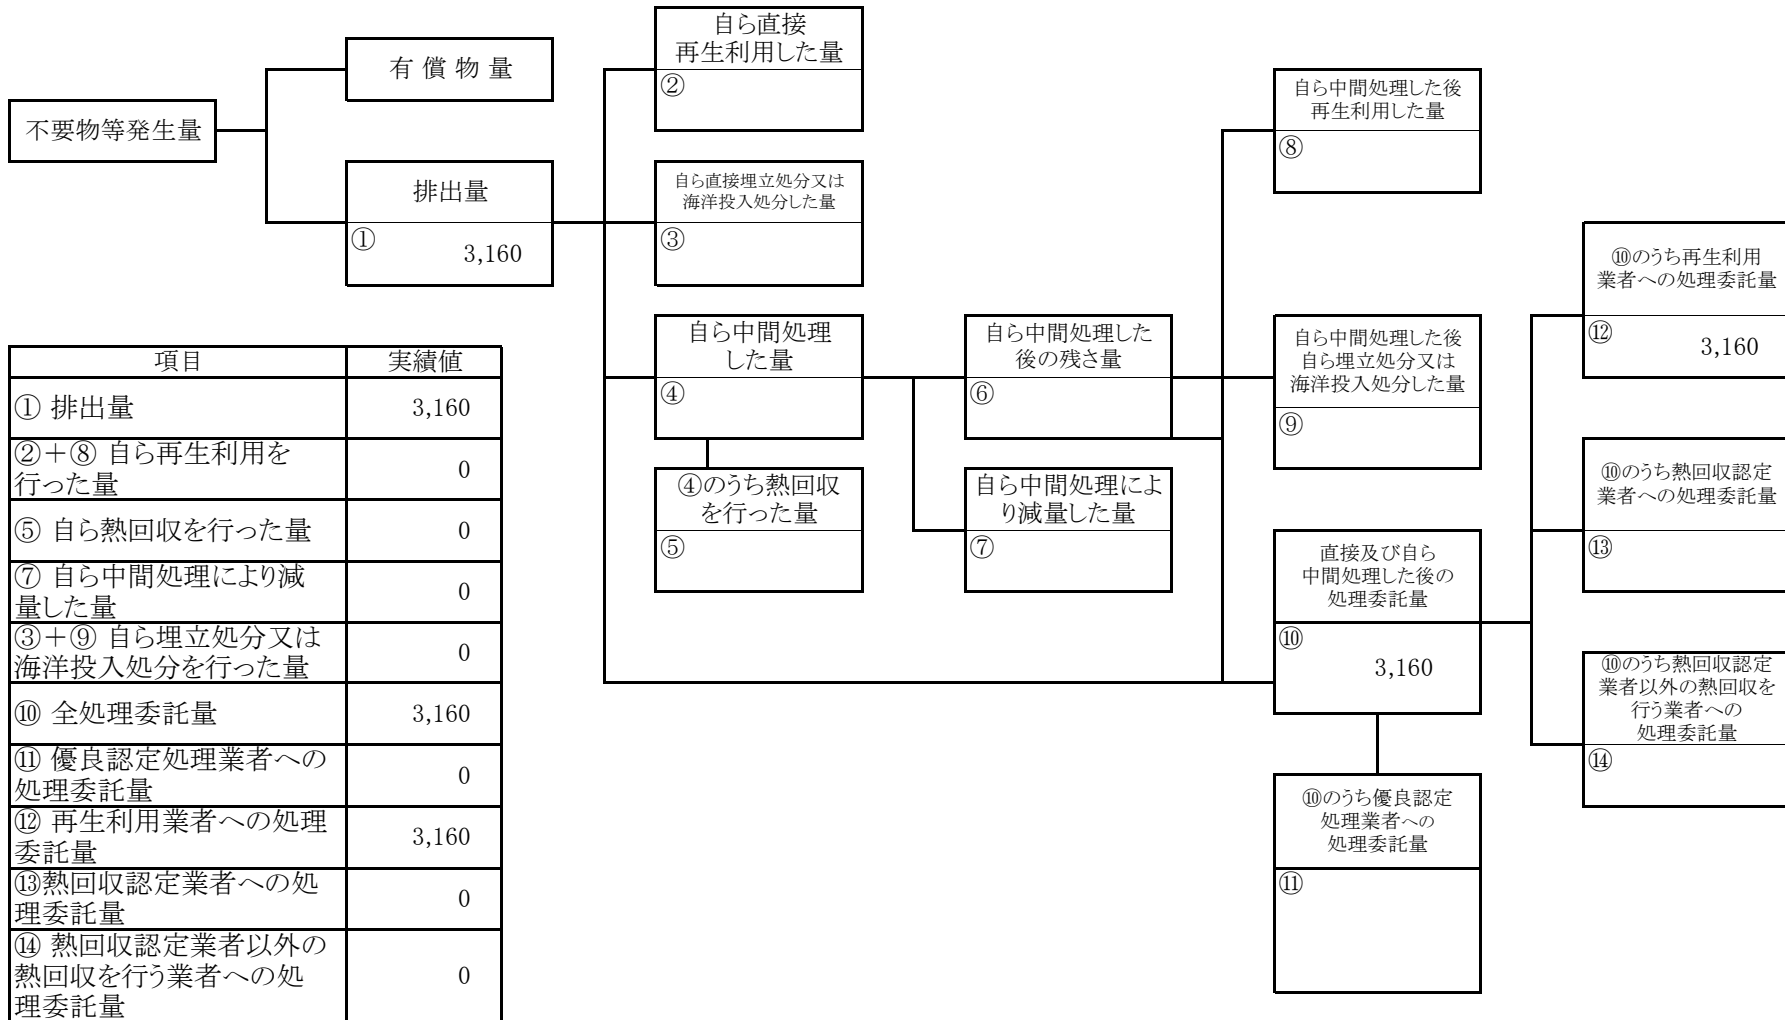 不要物等発生量
有 償 物 量
排出量
①
3,160
自ら直接
再生利用した量
②
自ら直接埋立処分又は
海洋投入処分した量
③
自ら中間処理
した量
④
④のうち熱回収
を行った量
⑤
自ら中間処理した
後の残さ量
⑥
自ら中間処理によ
り減量した量
⑦
自ら中間処理した後
再生利用した量
⑧
自ら中間処理した後
自ら埋立処分又は
海洋投入処分した量
⑨
直接及び自ら
中間処理した後の
処理委託量
⑩
3,160
⑩のうち優良認定
処理業者への
処理委託量
⑪
⑩のうち再生利用
業者への処理委託量
⑫
3,160
⑩のうち熱回収認定
業者への処理委託量
⑬
⑩のうち熱回収認定
業者以外の熱回収を
行う業者への
処理委託量
⑭
項目 実績値
① 排出量 3,160
②＋⑧ 自ら再生利用を
行った量 0
⑤ 自ら熱回収を行った量 0
⑦ 自ら中間処理により減
量した量 0
③＋⑨ 自ら埋立処分又は
海洋投入処分を行った量 0
⑩ 全処理委託量 3,160
⑪ 優良認定処理業者への
処理委託量 0
⑫ 再生利用業者への処理
委託量 3,160
⑬熱回収認定業者への処
理委託量 0
⑭ 熱回収認定業者以外の
熱回収を行う業者への処
理委託量 0